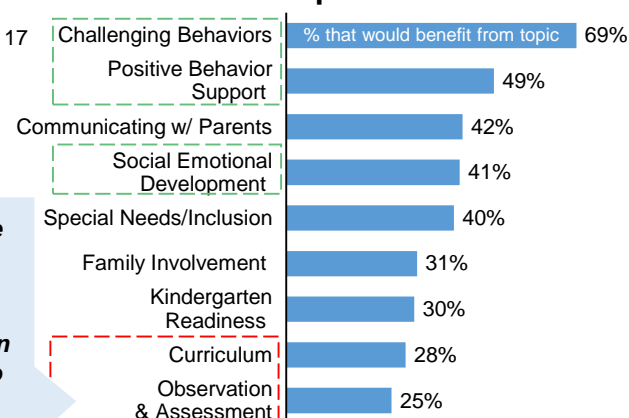 17
Challenging Behaviors
% that would benefit from topic
69%
Positive Behavior
Support
49%
Communicating w/ Parents
42%
Social Emotional
Development
41%
Special Needs/Inclusion
40%
Family Involvement
31%
Kindergarten
Readiness
30%
Curriculum
28%
Observation
& Assessment
25%